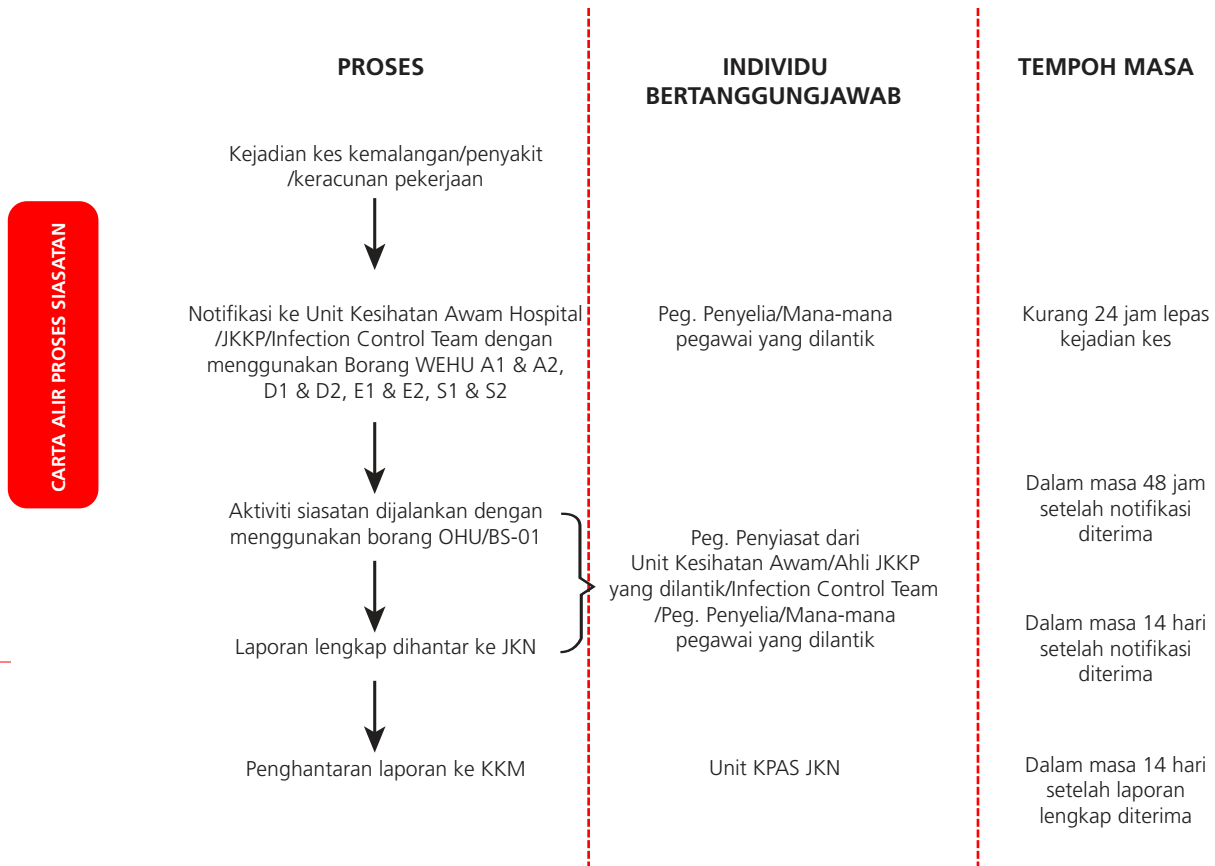 CARTA ALIR PROSES SIASATAN
PROSES
INDIVIDU
BERTANGGUNGJAWAB
TEMPOH MASA
Kejadian kes kemalangan/penyakit
/keracunan pekerjaan
Notifikasi ke Unit Kesihatan Awam Hospital
/JKKP/Infection Control Team dengan
menggunakan Borang WEHU A1 & A2,
D1 & D2, E1 & E2, S1 & S2
Peg. Penyelia/Mana-mana
pegawai yang dilantik
Kurang 24 jam lepas
kejadian kes
Aktiviti siasatan dijalankan dengan
menggunakan borang OHU/BS-01
Dalam masa 48 jam
setelah notifikasi
diterima
Peg. Penyiasat dari
Unit Kesihatan Awam/Ahli JKKP
yang dilantik/Infection Control Team
/Peg. Penyelia/Mana-mana
pegawai yang dilantik
Laporan lengkap dihantar ke JKN
Dalam masa 14 hari
setelah notifikasi
diterima
Penghantaran laporan ke KKM
Unit KPAS JKN
Dalam masa 14 hari
setelah laporan
lengkap diterima